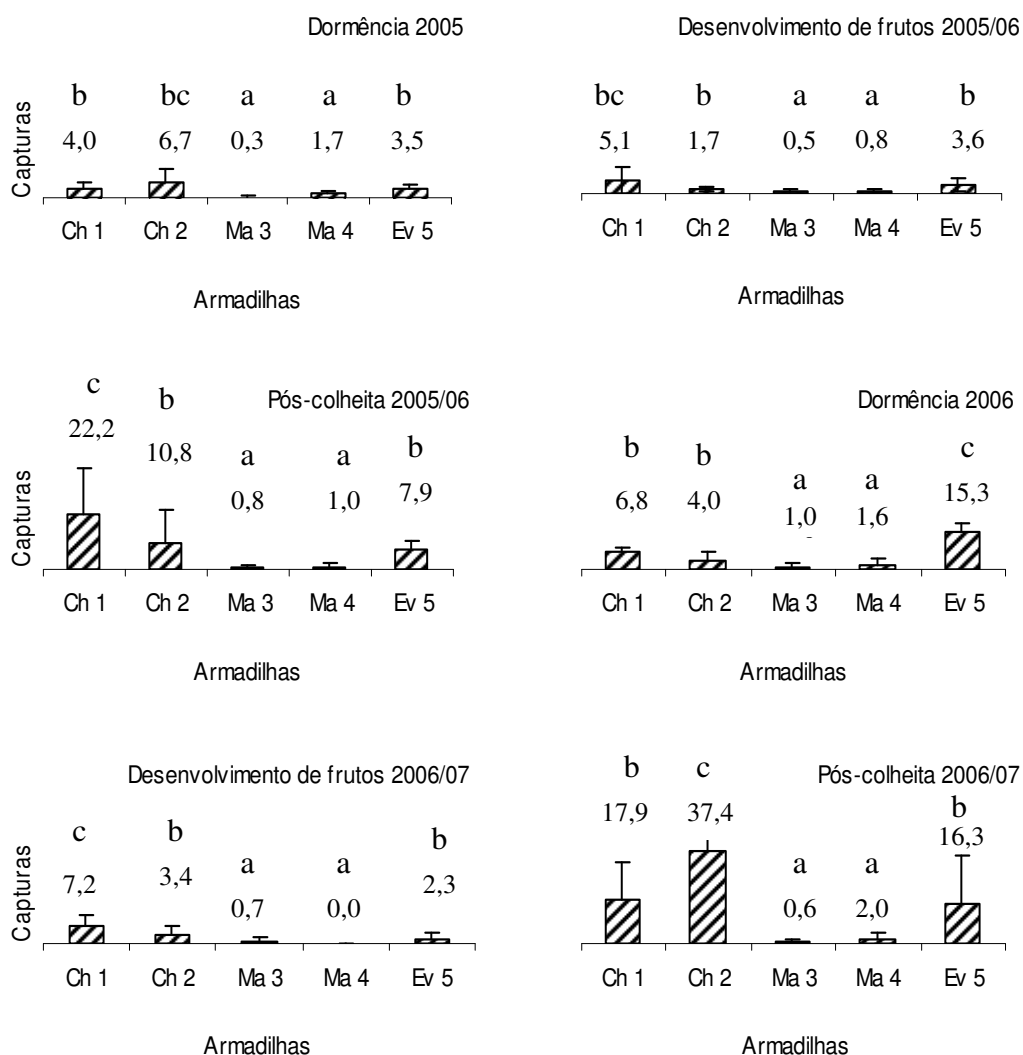 Dormência 2005
b bc a a b
4,0 6,7 0,3 1,7 3,5
Capturas
Ch 1 Ch 2 Ma 3 Ma 4 Ev 5
Armadilhas
Desenvolvimento de frutos 2005/06
bc b a a b
5,1 1,7 0,5 0,8 3,6
Ch 1 Ch 2 Ma 3 Ma 4 Ev 5
Armadilhas
Pós-colheita 2005/06
c b a a b
22,2 10,8 0,8 1,0 7,9
Capturas
Ch 1 Ch 2 Ma 3 Ma 4 Ev 5
Armadilhas
Dormência 2006
b b a a c
6,8 4,0 1,0 1,6 15,3
Ch 1 Ch 2 Ma 3 Ma 4 Ev 5
Armadilhas
Desenvolvimento de frutos 2006/07
c b a a b
7,2 3,4 0,7 0,0 2,3
Capturas
Ch 1 Ch 2 Ma 3 Ma 4 Ev 5
Armadilhas
Pós-colheita 2006/07
b c a a b
17,9 37,4 0,6 2,0 16,3
Ch 1 Ch 2 Ma 3 Ma 4 Ev 5
Armadilhas